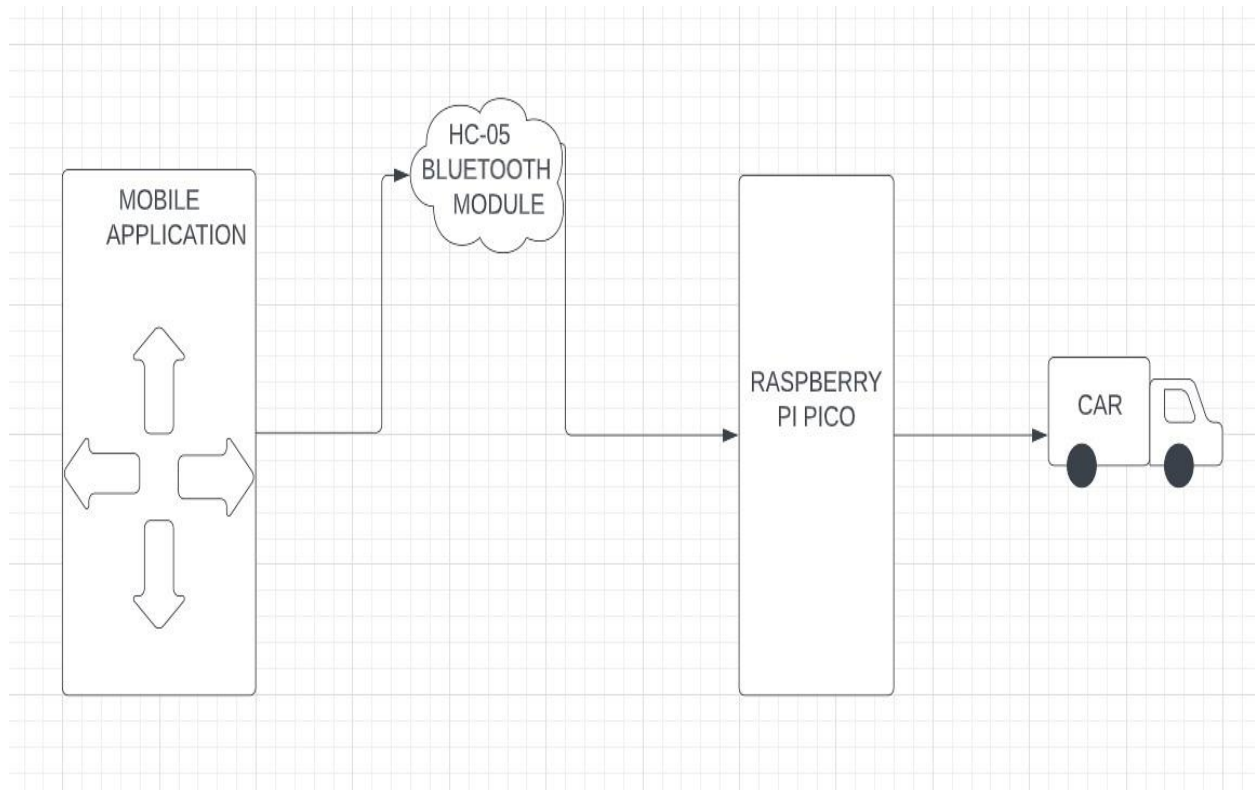 MOBILE
APPLICATION
HC-05
BLUETOOTH
MODULE
RASPBERRY
PI PICO
CAR